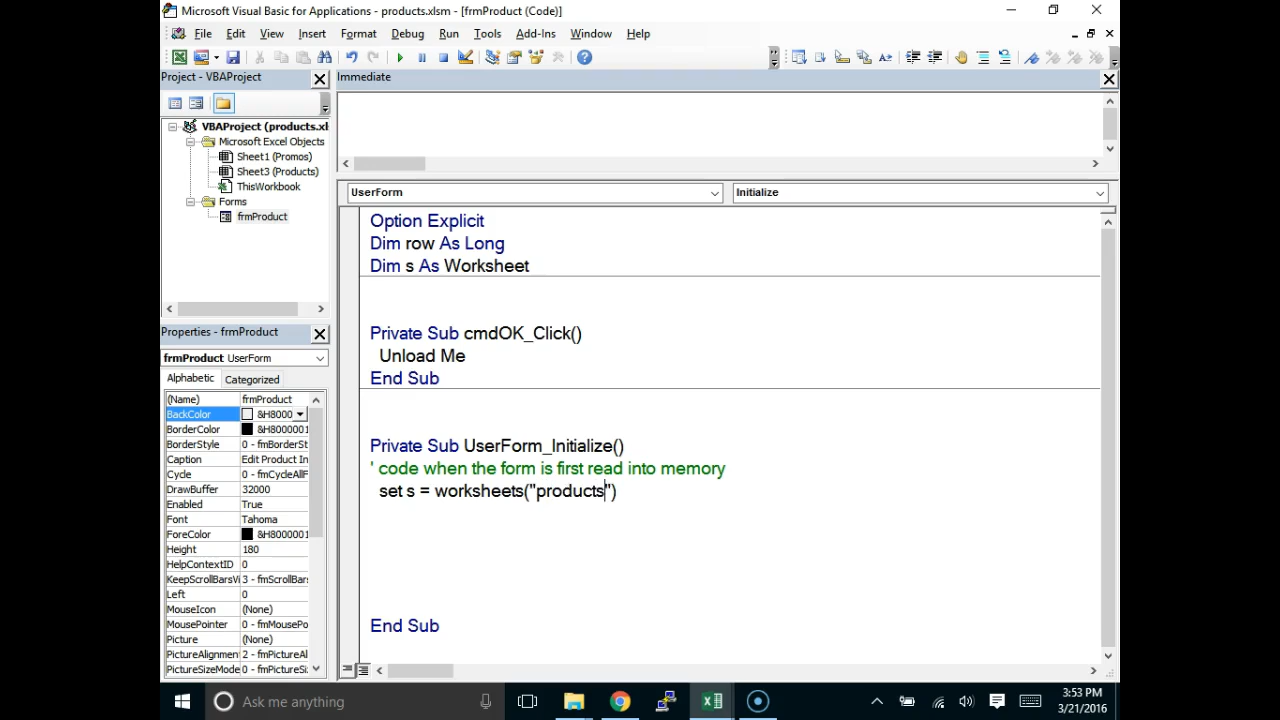 Microsoft Visual Basic for Applications - products.xlsm - [frmProduct (Code)]
File Edit View Insert Format Debug Run Tools Add-Ins Window Help
Project - VBAProject
VBAProject (products.xl
Microsoft Excel Objects
Sheet1 (Promos)
Sheet3 (Products)
ThisWorkbook
Forms
frmProduct
Properties - frmProduct
frmProduct UserForm
Alphabetic Categorized
(Name) frmProduct
BackColor &H8000
BorderColor &H8000001
BorderStyle 0 - fmBorderSt
Caption Edit Product In
Cycle 0 - fmCycleAllF
DrawBuffer 32000
Enabled True
Font Tahoma
ForeColor &H8000001
Height 180
HelpContextID 0
KeepScrollBarsVi 3 - fmScrollBars
Left 0
MouseIcon (None)
MousePointer 0 - fmMousePo
Picture (None)
PictureAlignmen 2 - fmPictureAl
PictureSizeMode 0 - fmPictureSi
Immediate
UserForm Initialize
Option Explicit
Dim row As Long
Dim s As Worksheet
Private Sub cmdOK_Click()
Unload Me
End Sub
Private Sub UserForm_Initialize()
' code when the form is first read into memory
set s = worksheets("products")
End Sub
Ask me anything
3:53 PM
3/21/2016